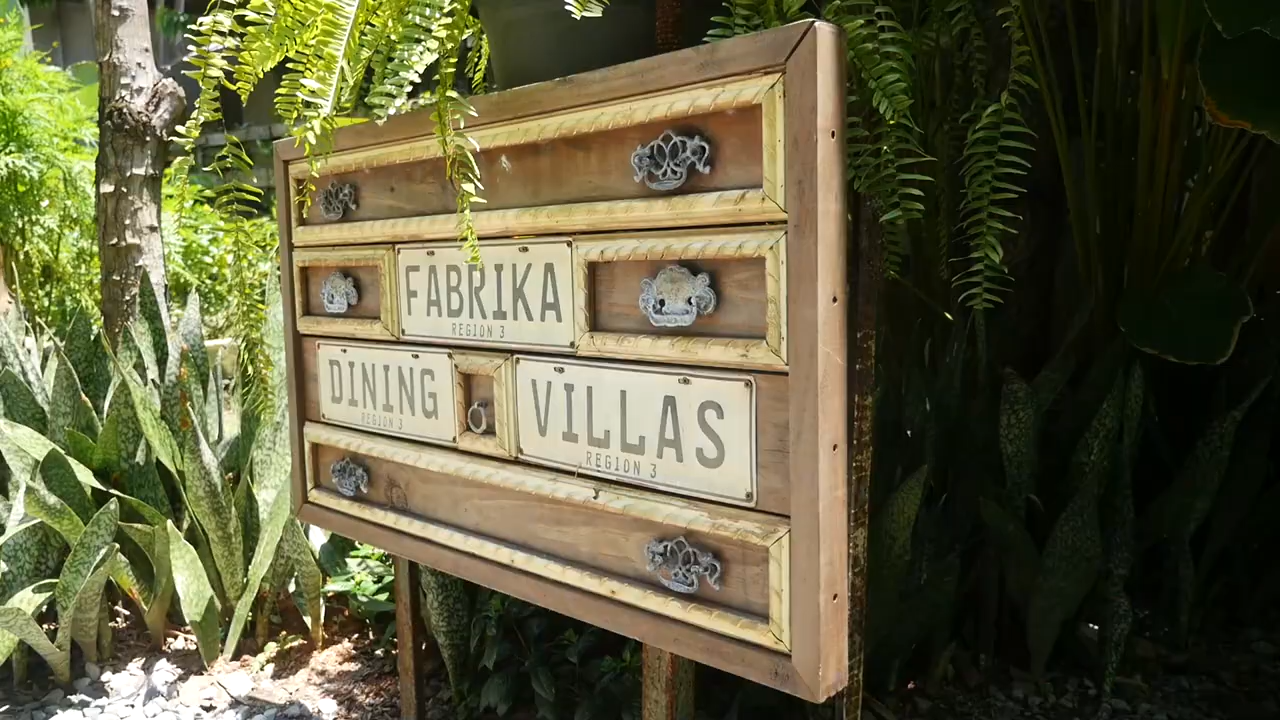 FABRIKA
REGION 3
DINING
REGION 3
VILLAS
REGION 3